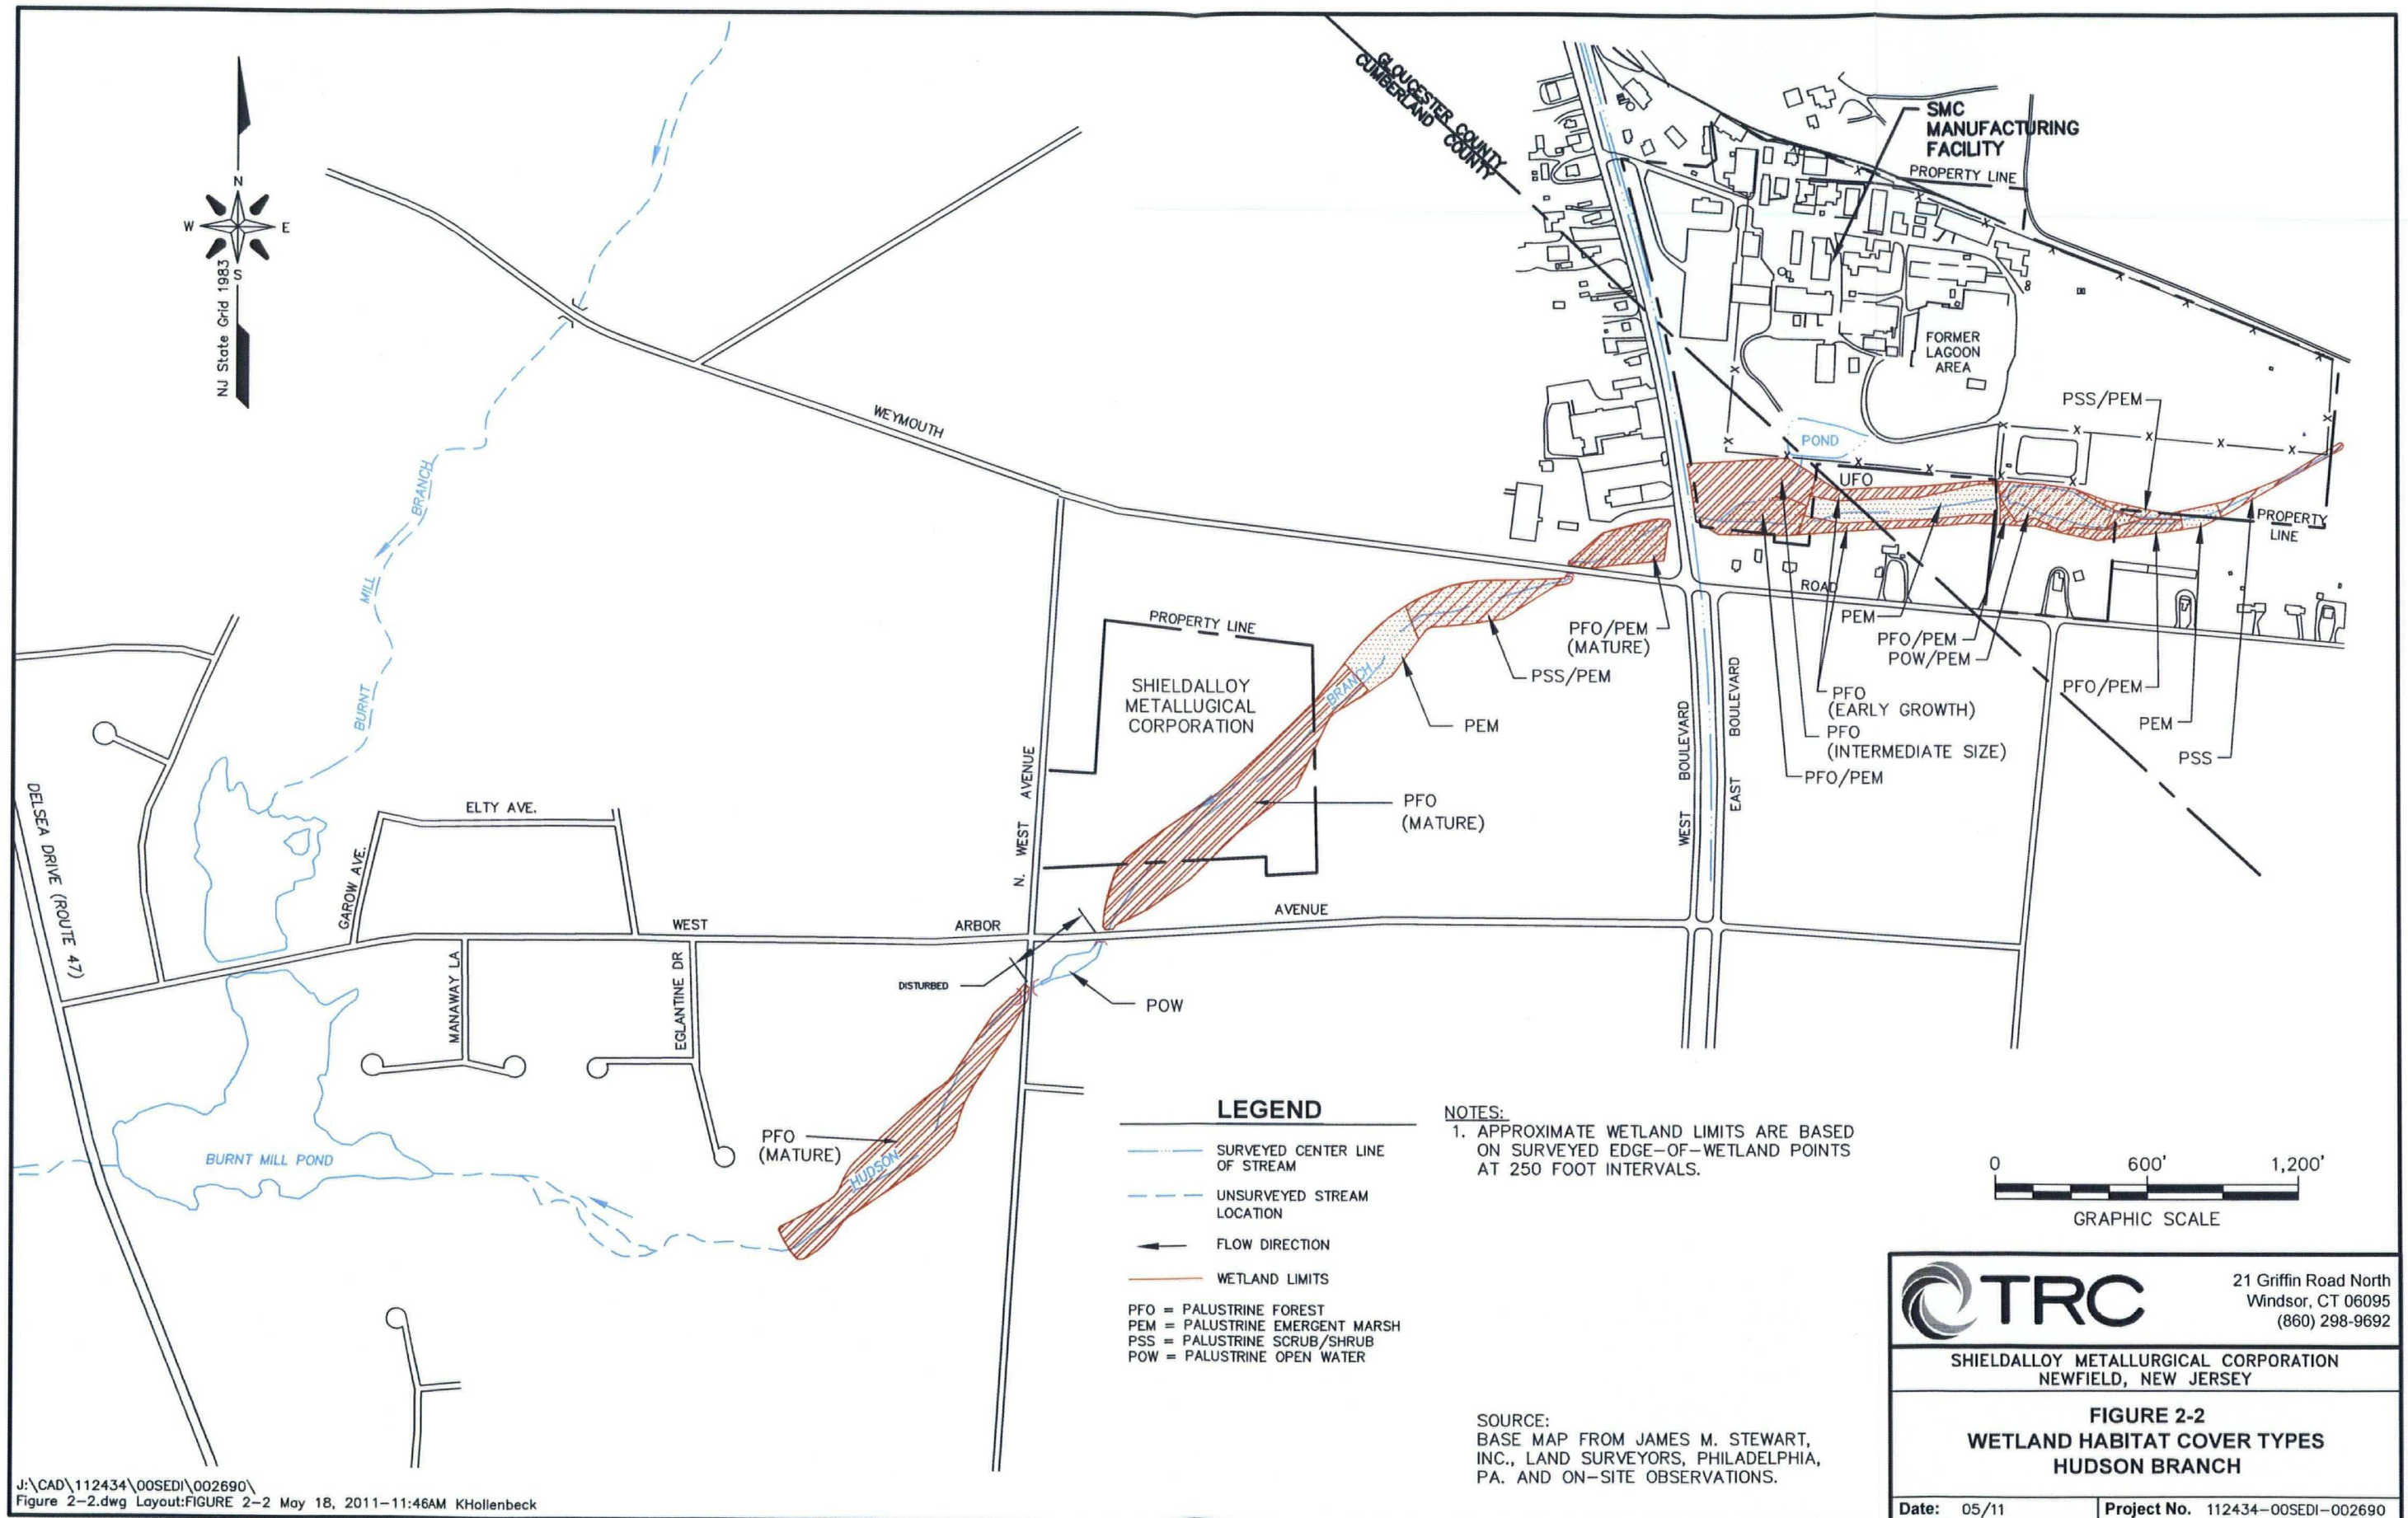 GLOUCESTER COUNTY
CUMBERLAND COUNTY
SMC
MANUFACTURING
FACILITY
PROPERTY LINE
N
W
E
S
NJ State Grid 1983
FORMER
LAGOON
AREA
PSS/PEM
WEYMOUTH
POND
UFO
PROPERTY
LINE
BRANCH
MILL
BURNT
ROAD
PEM
PFO/PEM
POW/PEM
PFO/PEM
(MATURE)
PSS/PEM
PROPERTY LINE
SHIELDALLOY
METALLUGICAL
CORPORATION
BRANCH
PEM
PFO
(EARLY GROWTH)
PFO
(INTERMEDIATE SIZE)
PFO/PEM
PFO/PEM
PEM
PSS
WEST BOULEVARD
EAST BOULEVARD
N. WEST AVENUE
PFO
(MATURE)
DELSEA DRIVE (ROUTE 47)
ELTY AVE.
GAROW AVE.
WEST ARBOR AVENUE
MANAWAY LA
EGLANTINE DR
DISTURBED
POW
PFO
(MATURE)
HUDSON
BURNT MILL POND
LEGEND
SURVEYED CENTER LINE
OF STREAM
UNSURVEYED STREAM
LOCATION
FLOW DIRECTION
WETLAND LIMITS
PFO = PALUSTRINE FOREST
PEM = PALUSTRINE EMERGENT MARSH
PSS = PALUSTRINE SCRUB/SHRUB
POW = PALUSTRINE OPEN WATER
NOTES:
1. APPROXIMATE WETLAND LIMITS ARE BASED
ON SURVEYED EDGE-OF-WETLAND POINTS
AT 250 FOOT INTERVALS.
0 600' 1,200'
GRAPHIC SCALE
SOURCE:
BASE MAP FROM JAMES M. STEWART,
INC., LAND SURVEYORS, PHILADELPHIA,
PA. AND ON-SITE OBSERVATIONS.
TRC
21 Griffin Road North
Windsor, CT 06095
(860) 298-9692
SHIELDALLOY METALLURGICAL CORPORATION
NEWFIELD, NEW JERSEY
FIGURE 2-2
WETLAND HABITAT COVER TYPES
HUDSON BRANCH
Date: 05/11
Project No. 112434-00SEDI-002690
J:\CAD\112434\00SEDI\002690\
Figure 2-2.dwg Layout:FIGURE 2-2 May 18, 2011-11:46AM KHollenbeck